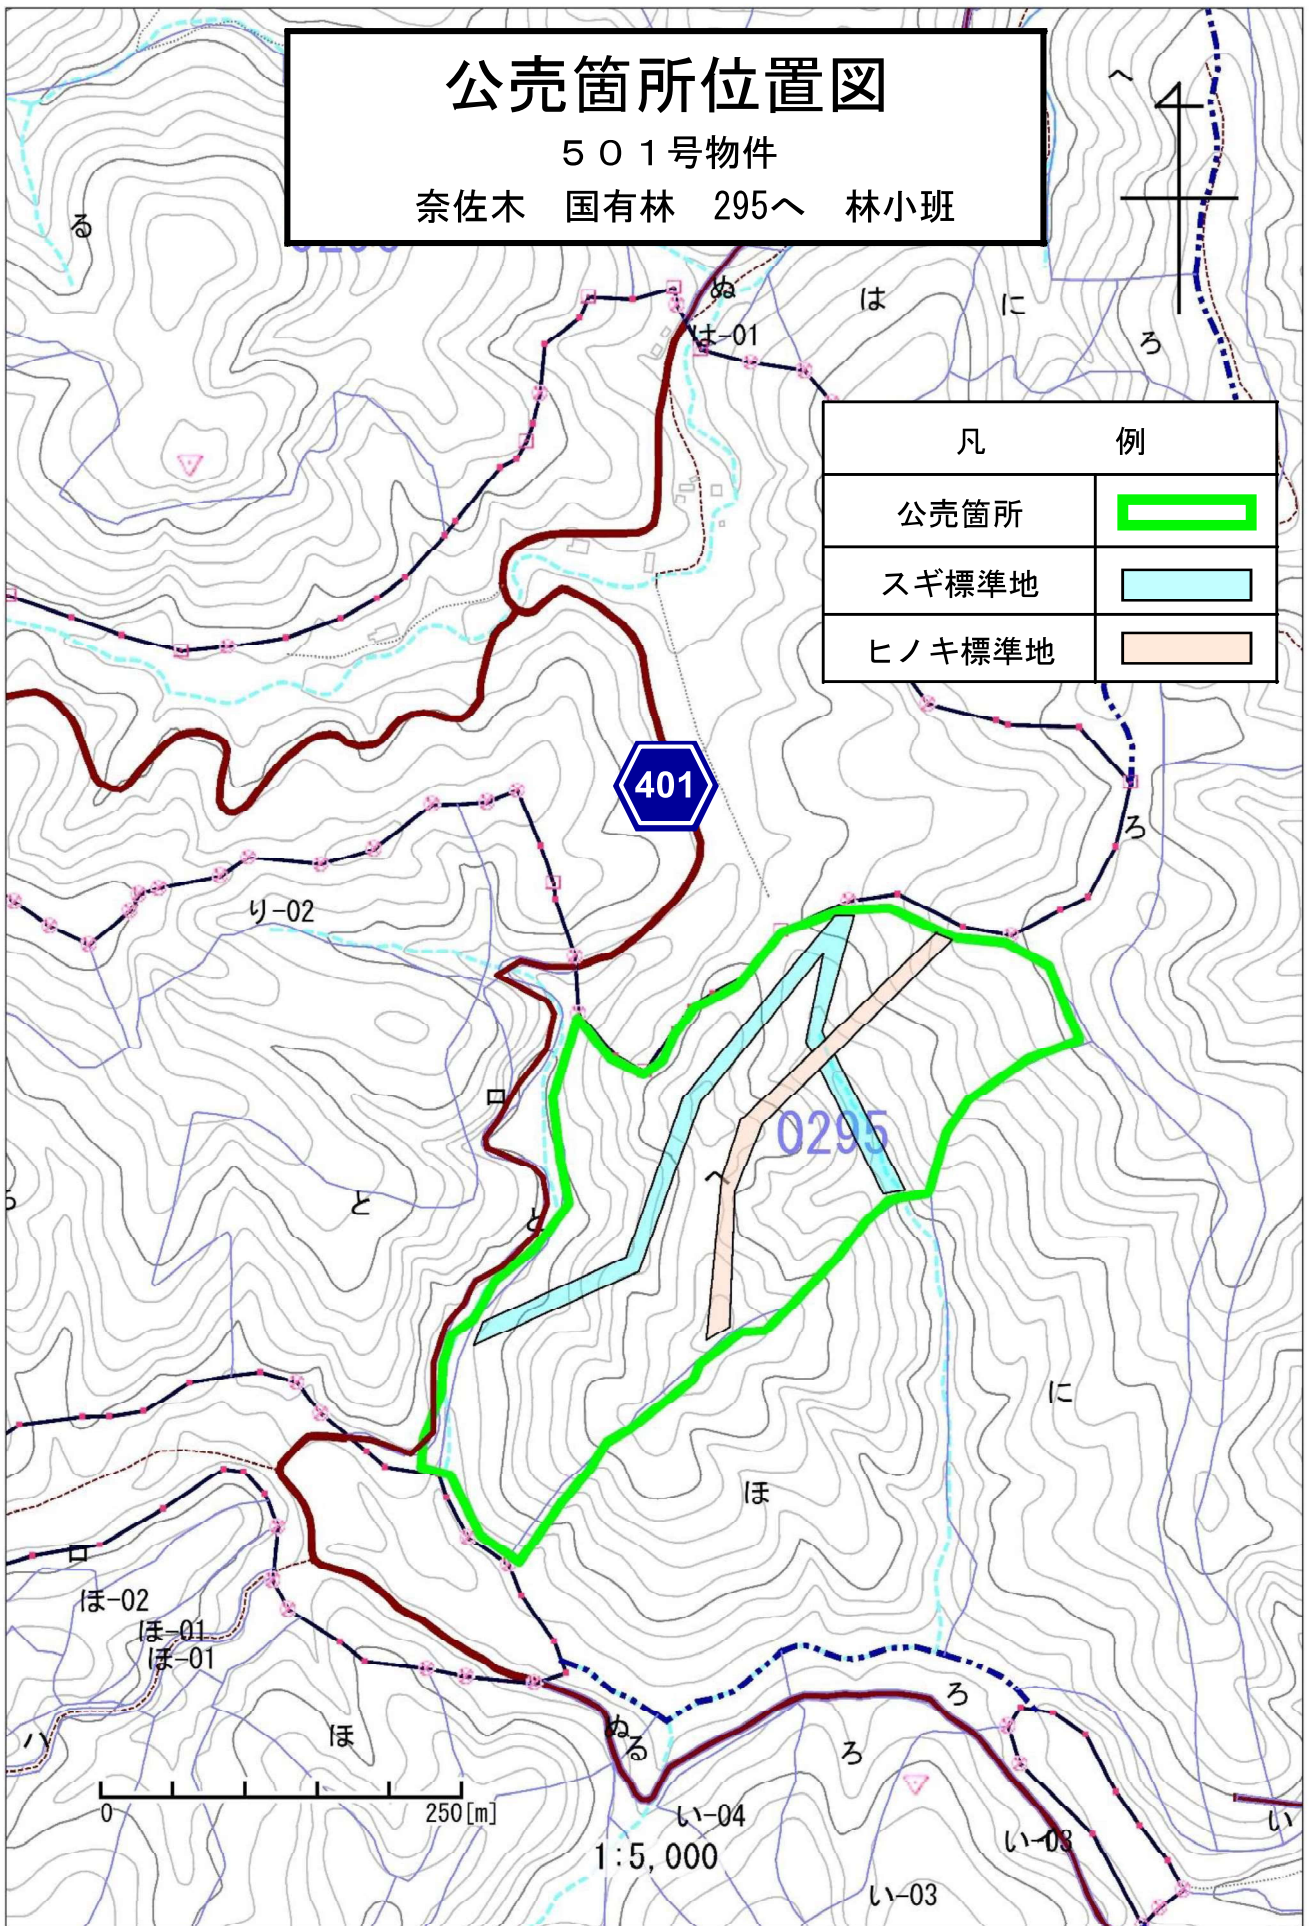 公売箇所位置図
５０１号物件
奈佐木　国有林　295へ　林小班
へ
る
ぬ
は
に
は-01
ろ
凡　例
公売箇所
スギ標準地
ヒノキ標準地
401
ろ
り-02
ロ
0295
へ
と
と
に
ほ
ロ
ほ-02
ほ-01
ほ-01
ハ
ほ
ぬ
る
ろ
ろ
0
250[m]
い-04
い
1:5,000
い-03
い-03